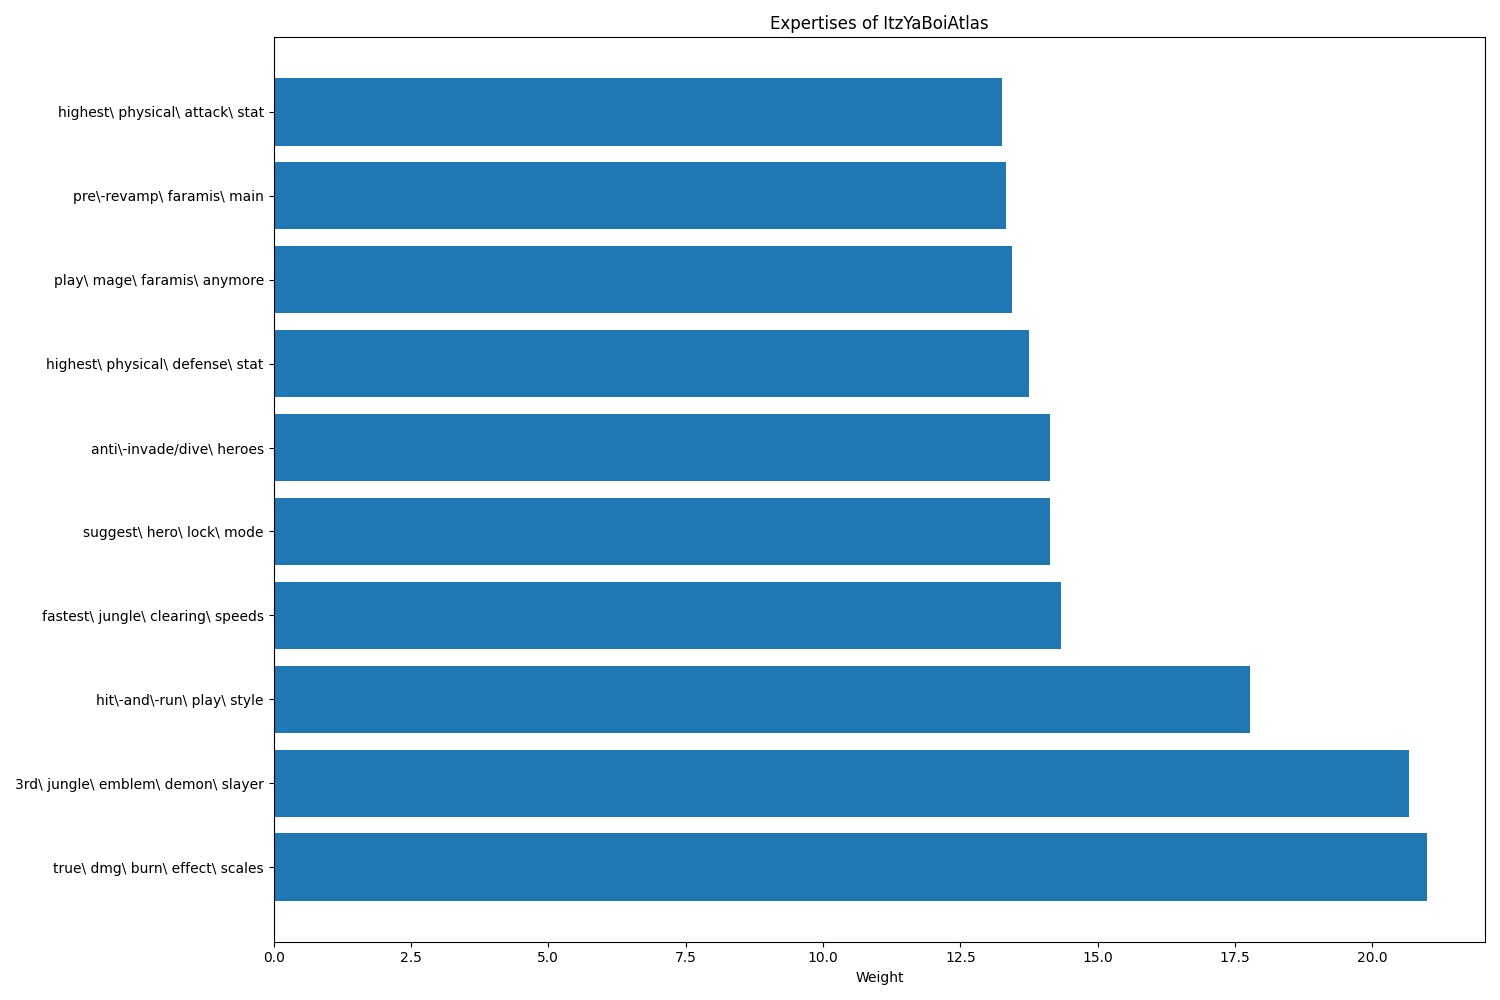 Expertises of ItzYaBoiAtlas
highest\ physical\ attack\ stat
pre\-revamp\ faramis\ main
play\ mage\ faramis\ anymore
highest\ physical\ defense\ stat
anti\-invade/dive\ heroes
suggest\ hero\ lock\ mode
fastest\ jungle\ clearing\ speeds
hit\-and\-run\ play\ style
3rd\ jungle\ emblem\ demon\ slayer
true\ dmg\ burn\ effect\ scales
0.0 2.5 5.0 7.5 10.0 12.5 15.0 17.5 20.0
Weight